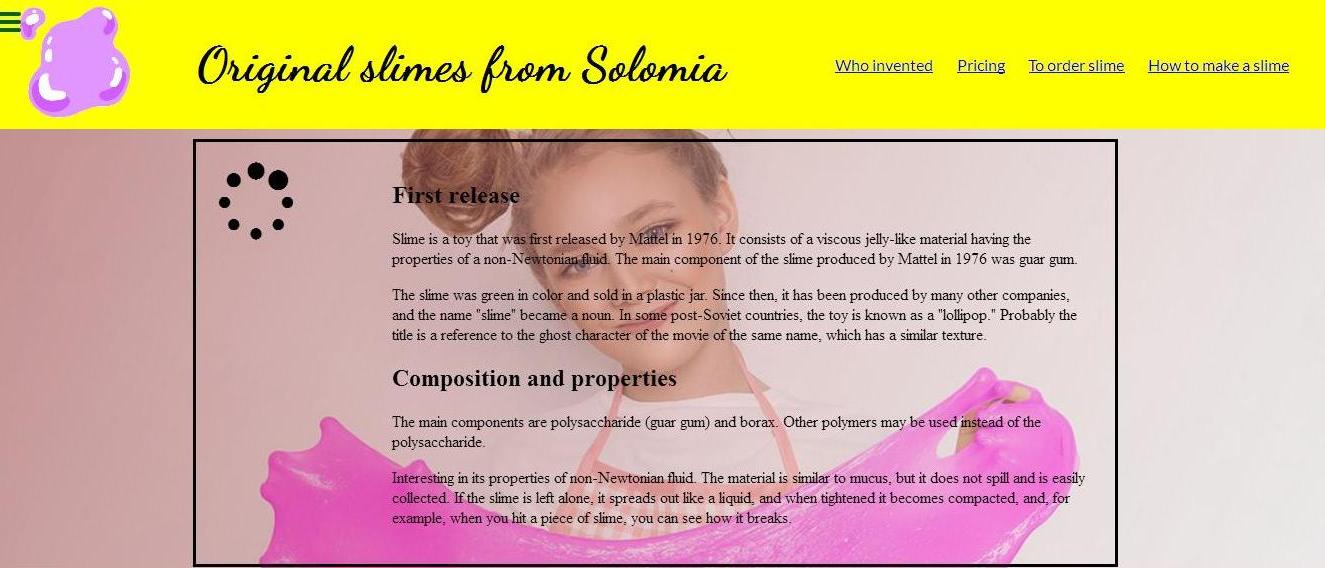 Original slimes from Solomia
Who invented
Pricing
To order slime
How to make a slime
First release
Slime is a toy that was first released by Mattel in 1976. It consists of a viscous jelly-like material having the
properties of a non-Newtonian fluid. The main component of the slime produced by Mattel in 1976 was guar gum.
The slime was green in color and sold in a plastic jar. Since then, it has been produced by many other companies,
and the name "slime" became a noun. In some post-Soviet countries, the toy is known as a "lollipop." Probably the
title is a reference to the ghost character of the movie of the same name, which has a similar texture.
Composition and properties
The main components are polysaccharide (guar gum) and borax. Other polymers may be used instead of the
polysaccharide.
Interesting in its properties of non-Newtonian fluid. The material is similar to mucus, but it does not spill and is easily
collected. If the slime is left alone, it spreads out like a liquid, and when tightened it becomes compacted, and, for
example, when you hit a piece of slime, you can see how it breaks.